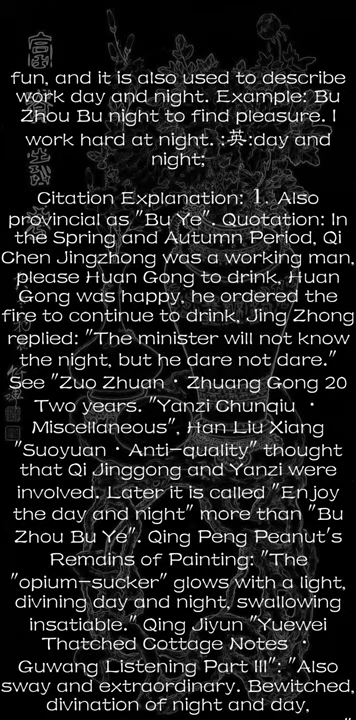 fun, and it is also used to describe
work day and night. Example: Bu
Zhou Bu night to find pleasure. I
work hard at night. :英:day and
night;
Citation Explanation: 1. Also
provincial as "Bu Ye". Quotation: In
the Spring and Autumn Period, Qi
Chen Jingzhong was a working man,
please Huan Gong to drink, Huan
Gong was happy, he ordered the
fire to continue to drink, Jing Zhong
replied: "The minister will not know
the night, but he dare not dare."
See "Zuo Zhuan · Zhuang Gong 20
Two years. "Yanzi Chunqiu ·
Miscellaneous", Han Liu Xiang
"Suoyuan · Anti-quality" thought
that Qi Jinggong and Yanzi were
involved. Later it is called "Enjoy
the day and night" more than "Bu
Zhou Bu Ye". Qing Peng Peanut's
Remains of Painting: "The
"opium-sucker" glows with a light,
divining day and night, swallowing
insatiable." Qing Jiyun "Yuewei
Thatched Cottage Notes ·
Guwang Listening Part III": "Also
sway and extraordinary. Bewitched,
divination of night and day,